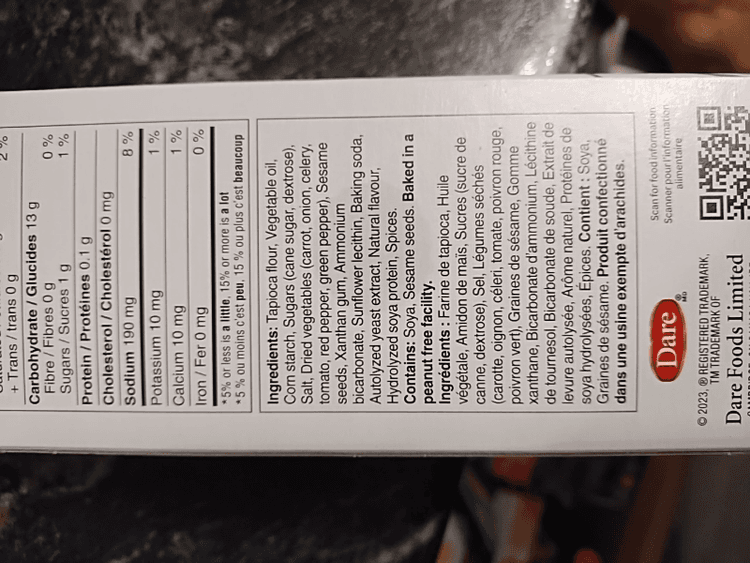 2 %
+ Trans / trans 0 g
Carbohydrate / Glucides 13 g
Fibre / Fibres 0 g 0 %
Sugars / Sucres 1 g 1 %
Protein / Protéines 0.1 g
Cholesterol / Cholestérol 0 mg
Sodium 190 mg 8 %
Potassium 10 mg 1 %
Calcium 10 mg 1 %
Iron / Fer 0 mg 0 %
*5% or less is a little, 15% or more is a lot
*5 % ou moins c'est peu, 15 % ou plus c'est beaucoup
Ingredients: Tapioca flour, Vegetable oil,
Corn starch, Sugars (cane sugar, dextrose),
Salt, Dried vegetables (carrot, onion, celery,
tomato, red pepper, green pepper), Sesame
seeds, Xanthan gum, Ammonium
bicarbonate, Sunflower lecithin, Baking soda,
Autolyzed yeast extract, Natural flavour,
Hydrolyzed soya protein, Spices.
Contains: Soya, Sesame seeds. Baked in a
peanut free facility.
Ingrédients : Farine de tapioca, Huile
végétale, Amidon de maïs, Sucres (sucre de
canne, dextrose), Sel, Légumes séchés
(carotte, oignon, céleri, tomate, poivron rouge,
poivron vert), Graines de sésame, Gomme
xanthane, Bicarbonate d'ammonium, Lécithine
de tournesol, Bicarbonate de soude, Extrait de
levure autolysée, Arôme naturel, Protéines de
soya hydrolysées, Épices. Contient : Soya,
Graines de sésame. Produit confectionné
dans une usine exempte d'arachides.
Scan for food information
Scanner pour l'information
alimentaire
Dare
© 2023, ® REGISTERED TRADEMARK,
TM TRADEMARK OF
Dare Foods Limited